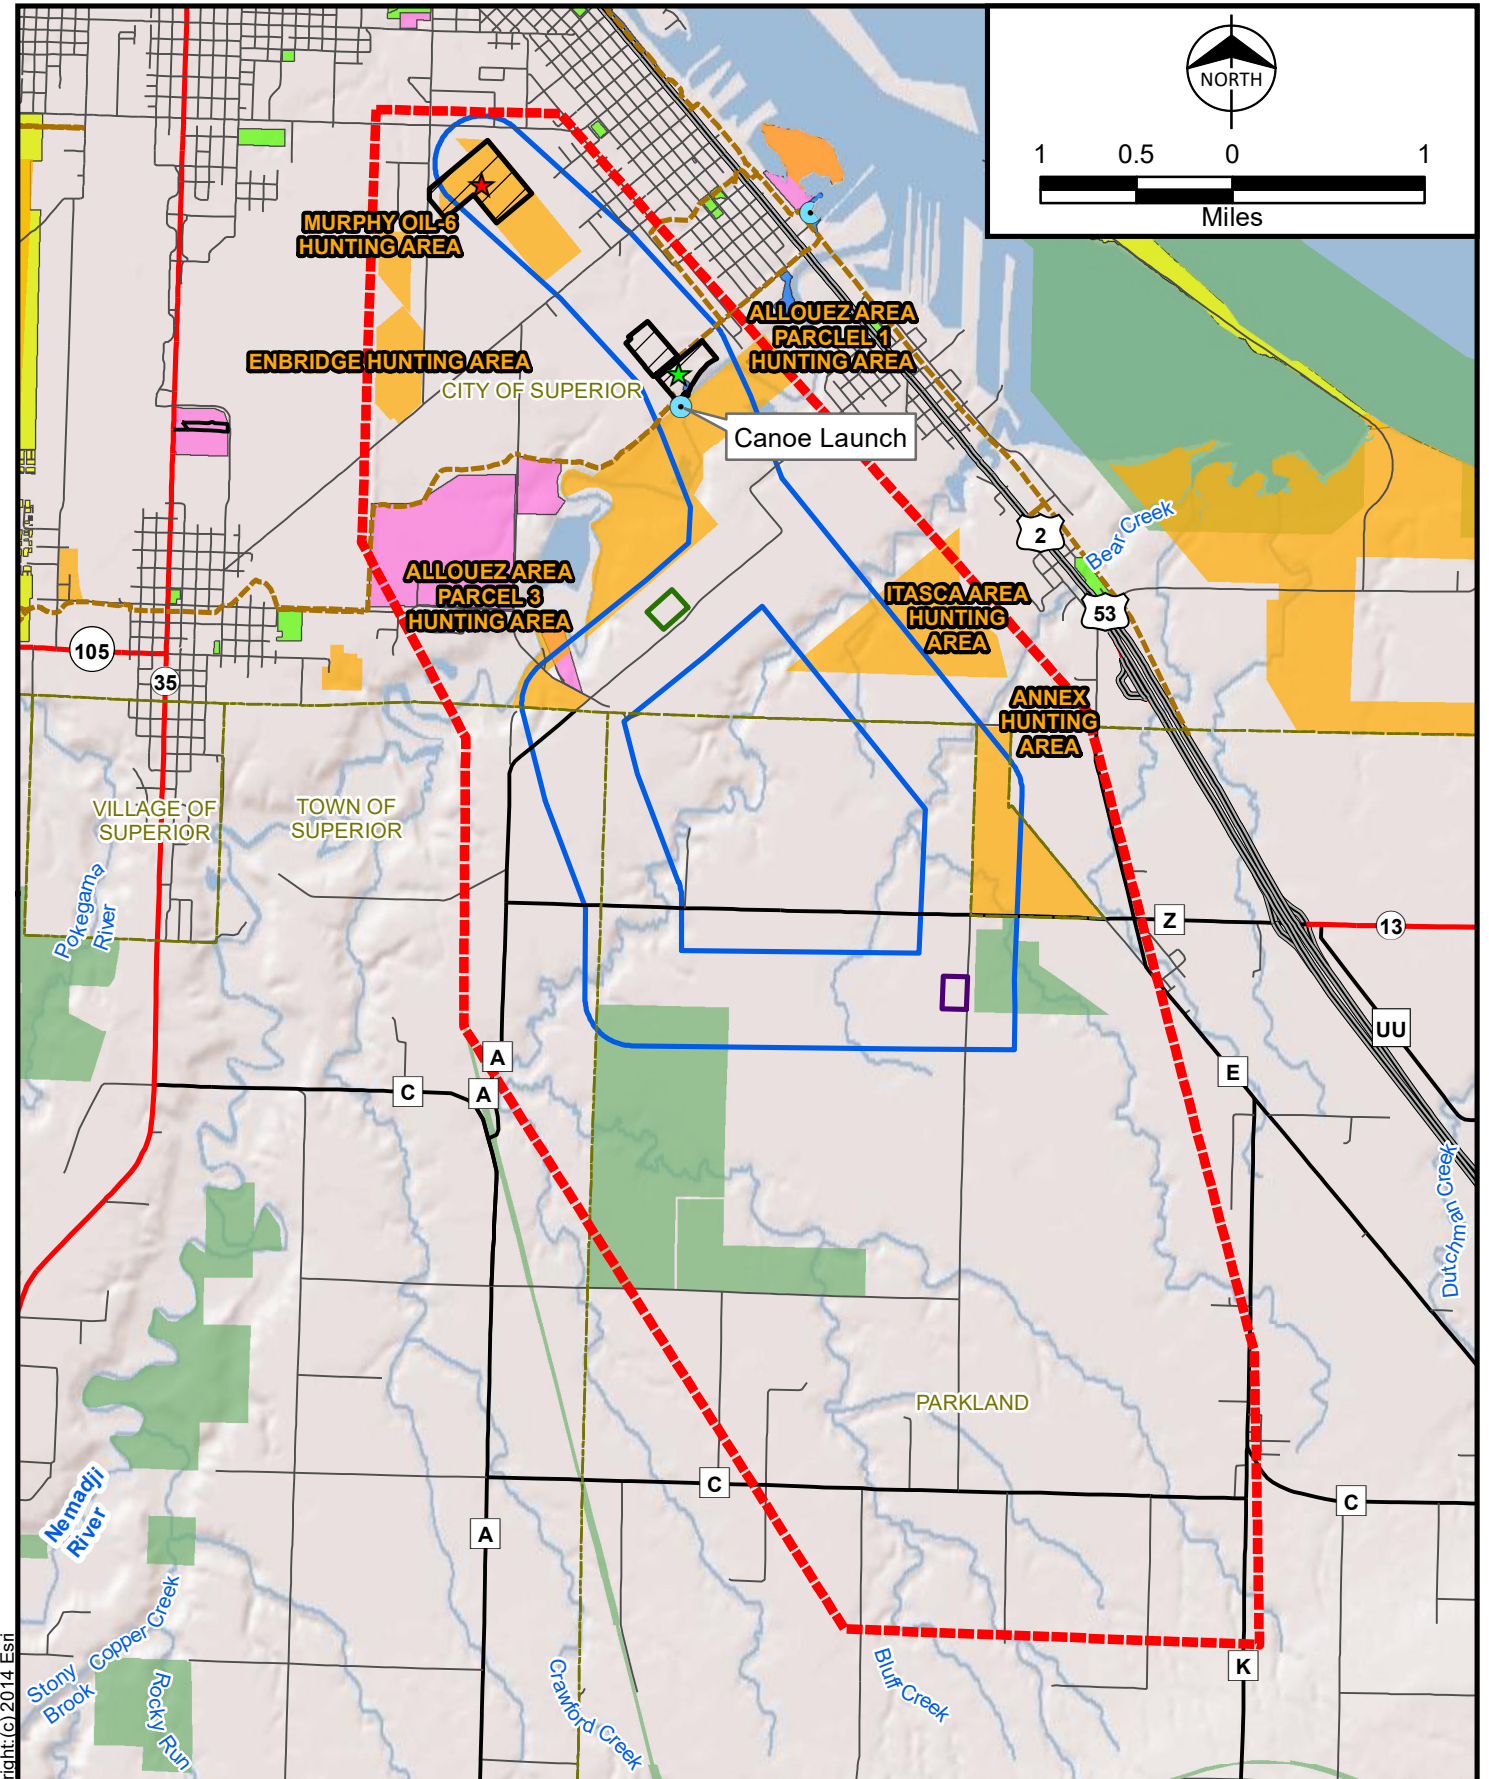 NORTH
1 0.5 0 1
Miles
MURPHY OIL-6
HUNTING AREA
ALLOUEZ AREA
PARCLEL 1
HUNTING AREA
ENBRIDGE HUNTING AREA
CITY OF SUPERIOR
Canoe Launch
2
Bear Creek
ALLOUEZ AREA
PARCEL 3
HUNTING AREA
ITASCA AREA
HUNTING
AREA
53
105
35
ANNEX
HUNTING
AREA
VILLAGE OF
SUPERIOR
TOWN OF
SUPERIOR
Pokegama
River
Z
13
UU
A
E
C
A
Dutchman Creek
PARKLAND
Nemadji
River
C
C
A
Copper Creek
Stony
Brook
Rocky Run
Crawford Creek
Bluff Creek
K
right:(c) 2014 Esri